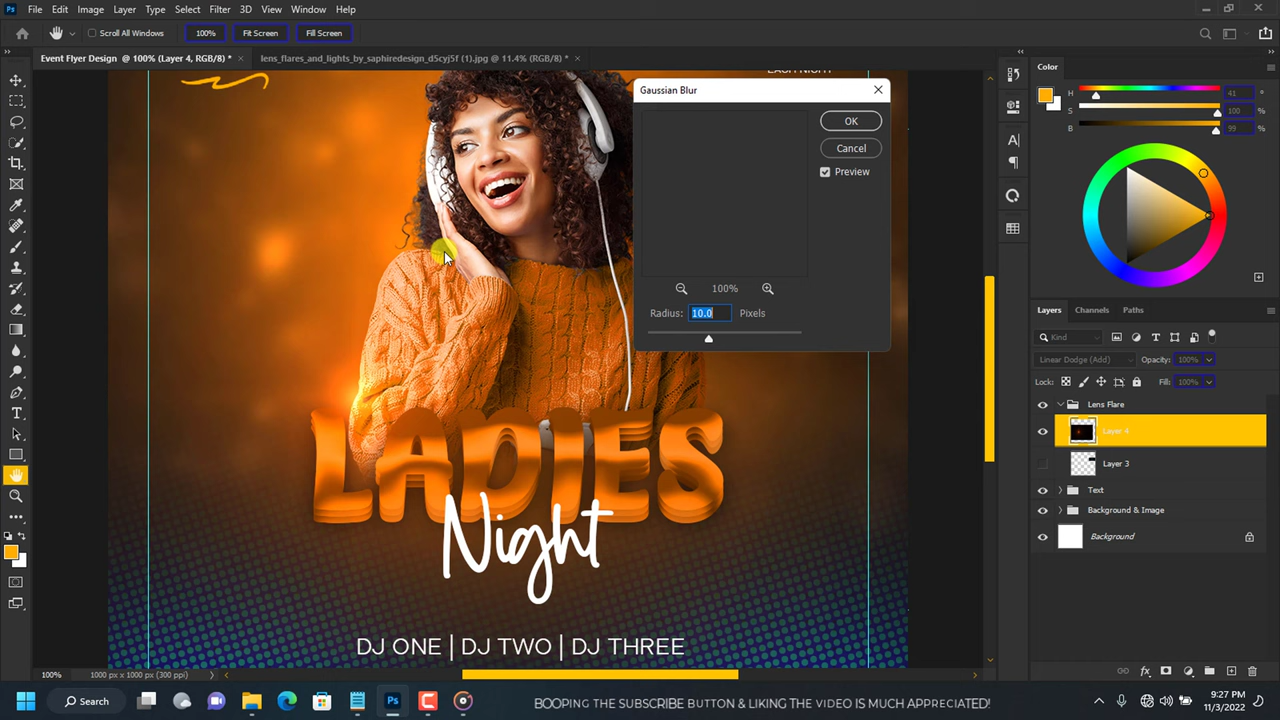 Ps File Edit Image Layer Type Select Filter 3D View Window Help
Scroll All Windows 100% Fit Screen Fill Screen
Event Flyer Design @ 100% (Layer 4, RGB/8) * × lens_flares_and_lights_by_saphiredesign_d5cyj5f (1).jpg @ 11.4% (RGB/8) * ×
EACH NIGHT
Gaussian Blur
OK
Cancel
Preview
100%
Radius: 10.0 Pixels
LADIES
Night
DJ ONE | DJ TWO | DJ THREE
Color
H 41 °
S 100 %
B 99 %
Layers Channels Paths
Kind
Linear Dodge (Add) Opacity: 100%
Lock: Fill: 100%
Lens Flare
Layer 4
Layer 3
Text
Background & Image
Background
100% 1000 px x 1000 px (300 ppi)
Search
BOOPING THE SUBSCRIBE BUTTON & LIKING THE VIDEO IS MUCH APPRECIATED!
9:27 PM
11/3/2022